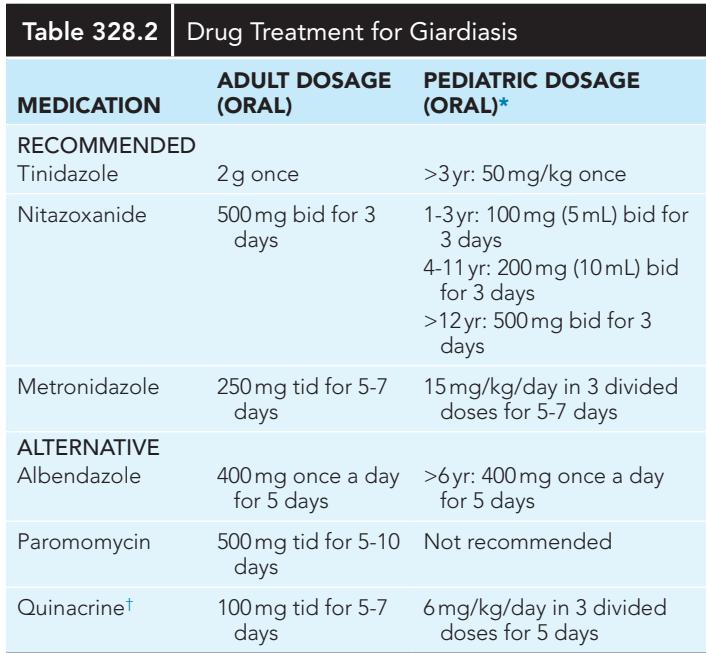 Table 328.2 Drug Treatment for Giardiasis
MEDICATION ADULT DOSAGE (ORAL) PEDIATRIC DOSAGE (ORAL)*
RECOMMENDED
Tinidazole 2 g once >3 yr: 50 mg/kg once
Nitazoxanide 500 mg bid for 3 days 1-3 yr: 100 mg (5 mL) bid for 3 days
4-11 yr: 200 mg (10 mL) bid for 3 days
>12 yr: 500 mg bid for 3 days
Metronidazole 250 mg tid for 5-7 days 15 mg/kg/day in 3 divided doses for 5-7 days
ALTERNATIVE
Albendazole 400 mg once a day for 5 days >6 yr: 400 mg once a day for 5 days
Paromomycin 500 mg tid for 5-10 days Not recommended
Quinacrine† 100 mg tid for 5-7 days 6 mg/kg/day in 3 divided doses for 5 days